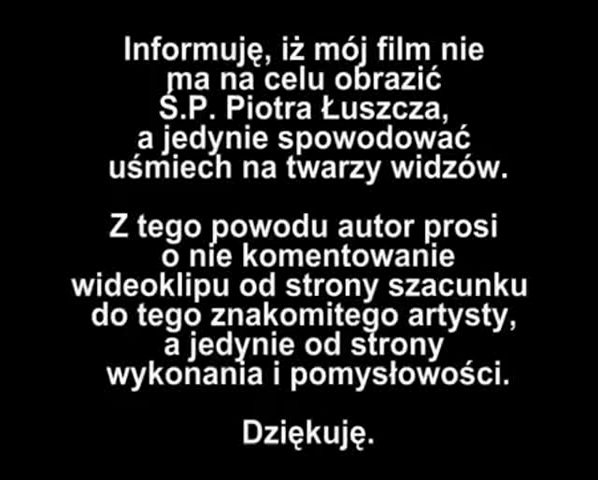 Informuję, iż mój film nie
ma na celu obrazić
Ś.P. Piotra Łuszcza,
a jedynie spowodować
uśmiech na twarzy widzów.
Z tego powodu autor prosi
o nie komentowanie
wideoklipu od strony szacunku
do tego znakomitego artysty,
a jedynie od strony
wykonania i pomysłowości.
Dziękuję.